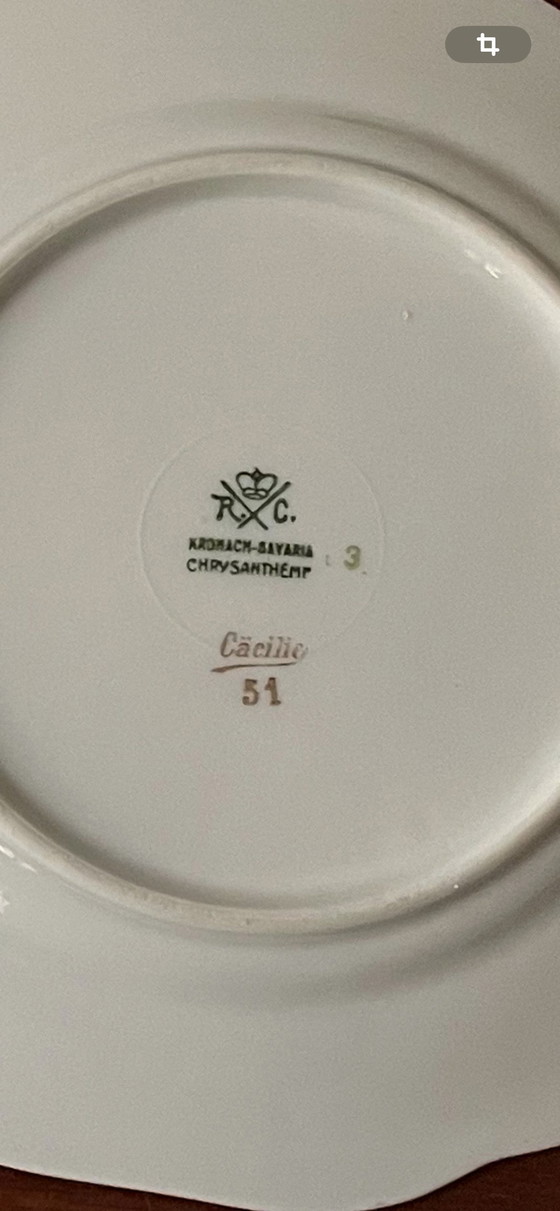 R. C.
KRONACH-BAVARIA
CHRYSANTHEME
3
Cäcilie
51